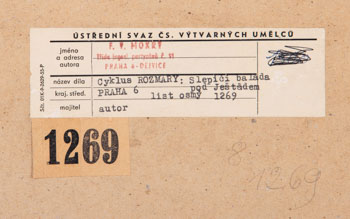 ÚSTŘEDNÍ SVAZ ČS. VÝTVARNÝCH UMĚLCŮ
jméno
a adresa
autora
F. V. MOKRÝ
PRAHA 6-DEJVICE
název díla Cyklus ROZMARY: Slepičí balada
pod Ještědem
kraj. střed. PRAHA 6 list osmý 1269
majitel autor
1269
1269